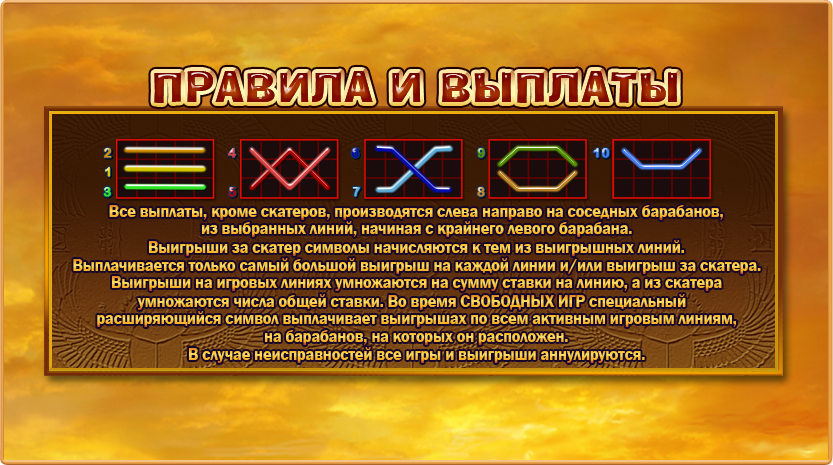 ПРАВИЛА И ВЫПЛАТЫ
2 4 6 9 10
1
3 5 7 8
Все выплаты, кроме скатеров, производятся слева направо на соседных барабанов,
из выбранных линий, начиная с крайнего левого барабана.
Выигрыши за скатер символы начисляются к тем из выигрышных линий.
Выплачивается только самый большой выигрыш на каждой линии и/или выигрыш за скатера.
Выигрыши на игровых линиях умножаются на сумму ставки на линию, а из скатера
умножаются числа общей ставки. Во время СВОБОДНЫХ ИГР специальный
расширяющийся символ выплачивает выигрышах по всем активным игровым линиям,
на барабанов, на которых он расположен.
В случае неисправностей все игры и выигрыши аннулируются.